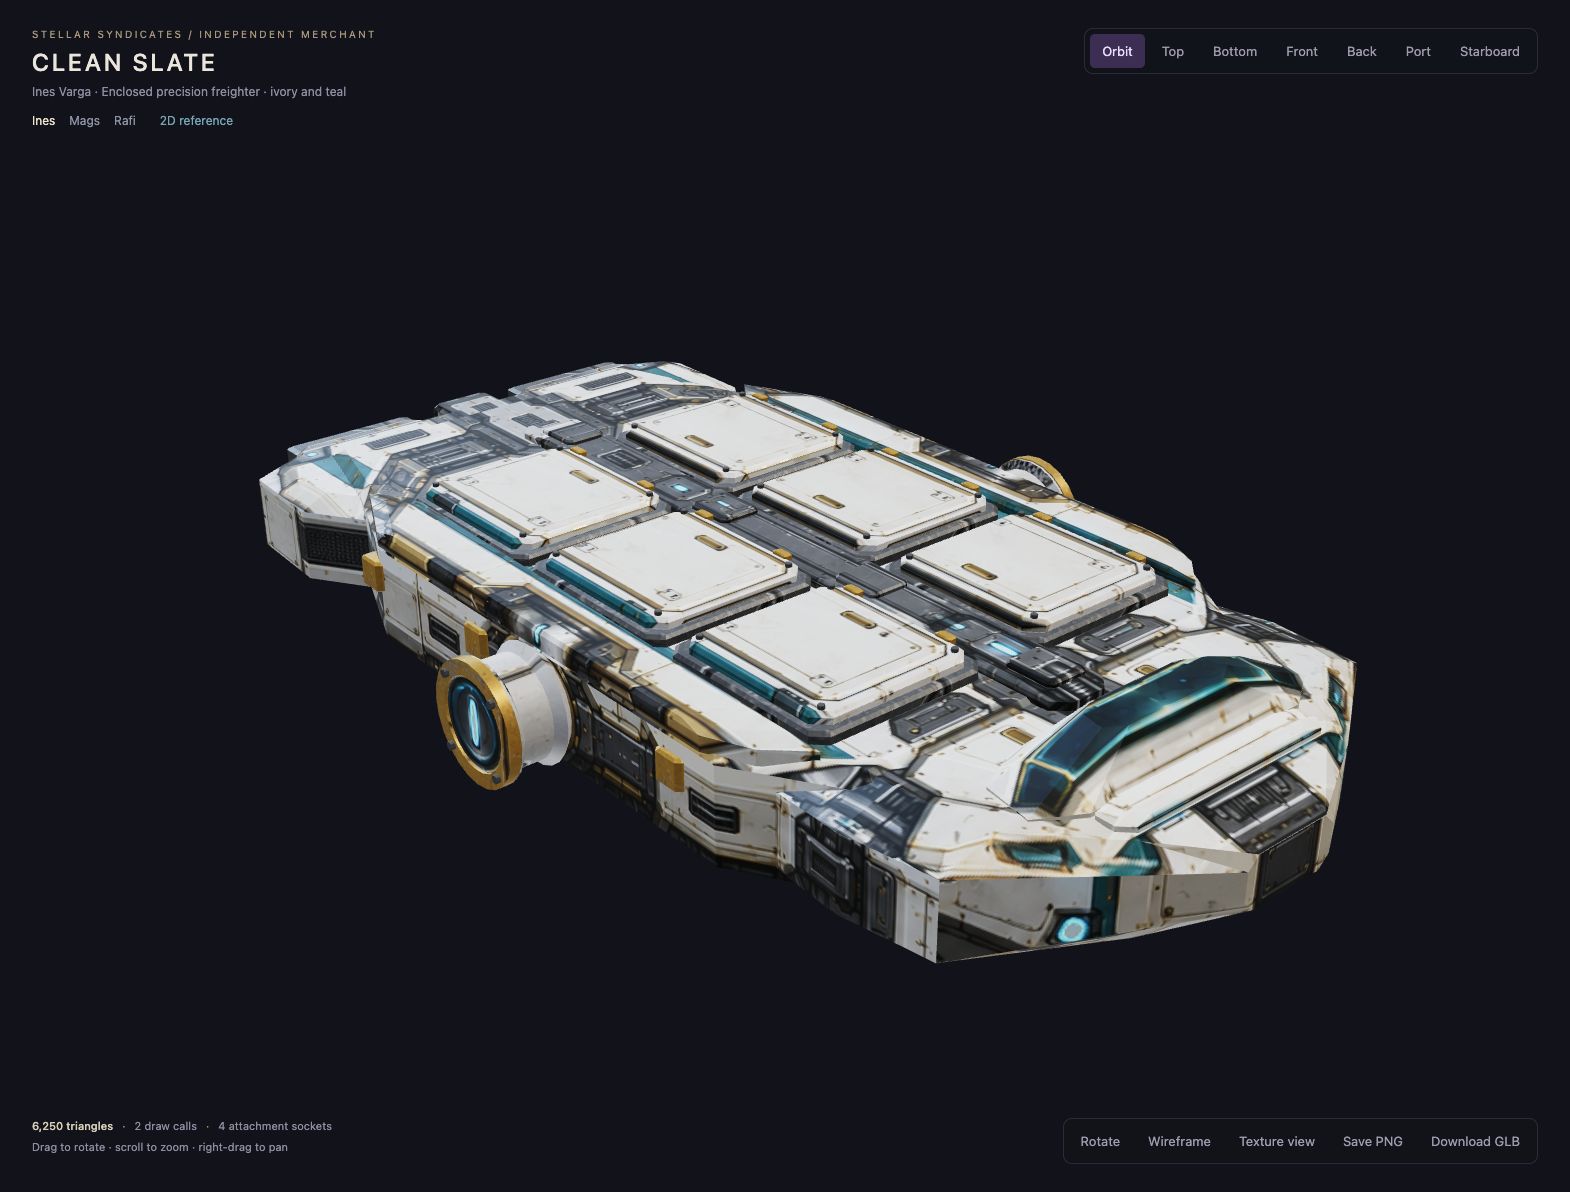 STELLAR SYNDICATES / INDEPENDENT MERCHANT
CLEAN SLATE
Ines Varga · Enclosed precision freighter · ivory and teal
Ines Mags Rafi 2D reference
Orbit Top Bottom Front Back Port Starboard
6,250 triangles · 2 draw calls · 4 attachment sockets
Drag to rotate · scroll to zoom · right-drag to pan
Rotate Wireframe Texture view Save PNG Download GLB